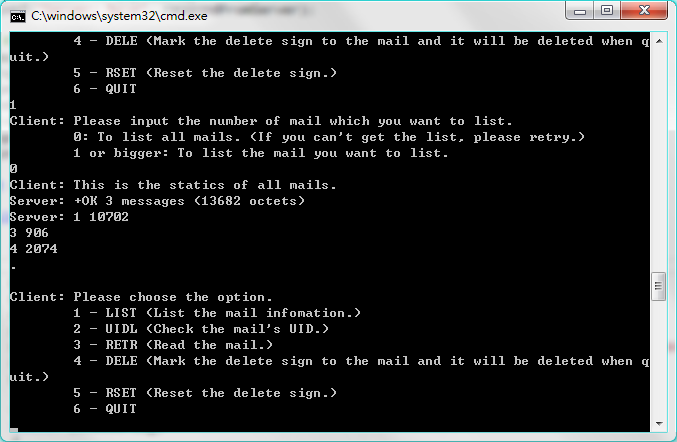 C:\windows\system32\cmd.exe
4 - DELE (Mark the delete sign to the mail and it will be deleted when q
uit.)
5 - RSET (Reset the delete sign.)
6 - QUIT
1
Client: Please input the number of mail which you want to list.
0: To list all mails. (If you can't get the list, please retry.)
1 or bigger: To list the mail you want to list.
0
Client: This is the statics of all mails.
Server: +OK 3 messages (13682 octets)
Server: 1 10702
3 906
4 2074
.
Client: Please choose the option.
1 - LIST (List the mail infomation.)
2 - UIDL (Check the mail's UID.)
3 - RETR (Read the mail.)
4 - DELE (Mark the delete sign to the mail and it will be deleted when q
uit.)
5 - RSET (Reset the delete sign.)
6 - QUIT